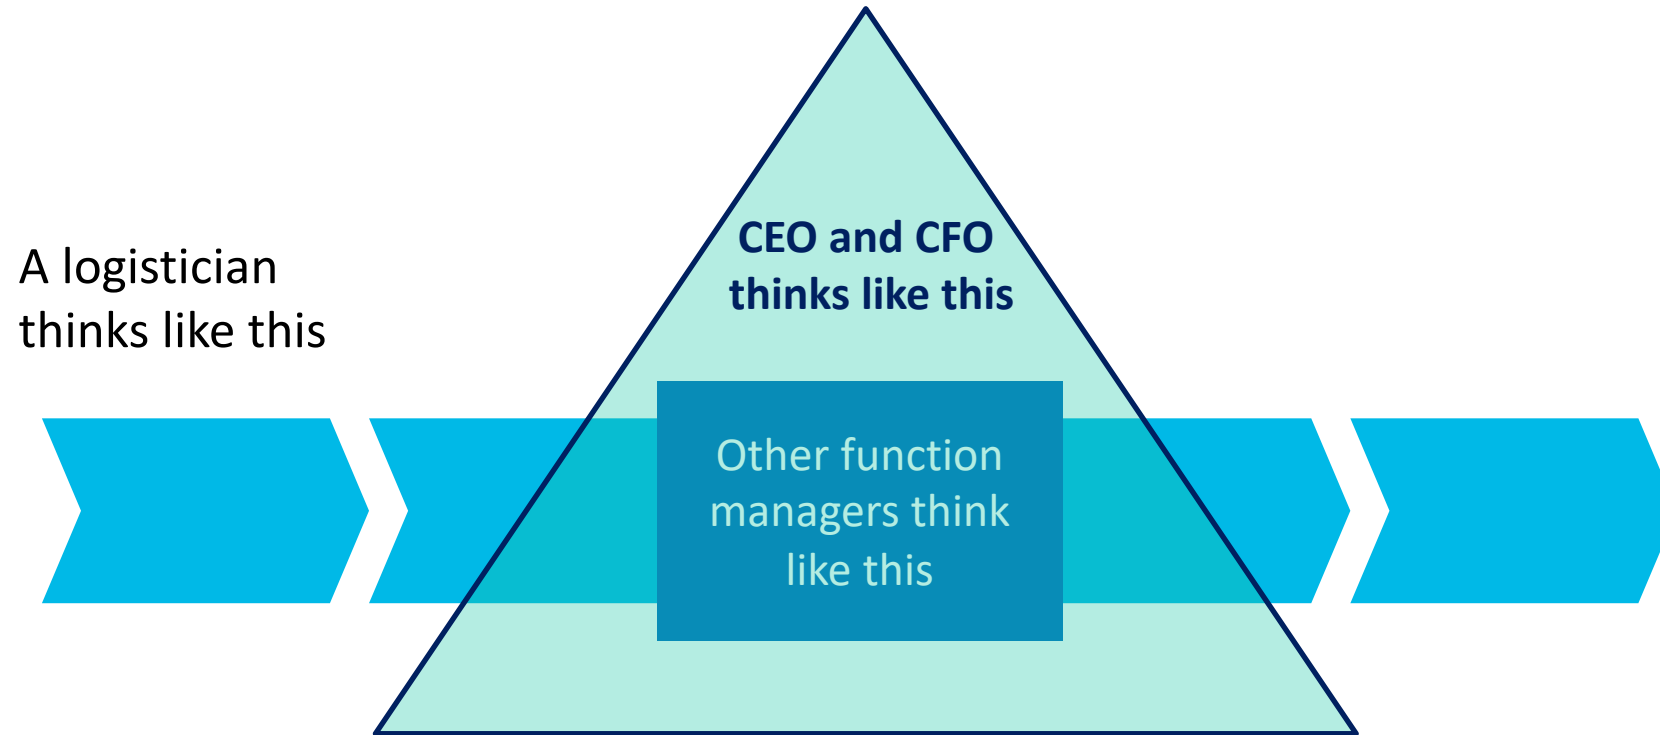 CEO and CFO
thinks like this
A logistician
thinks like this
Other function
managers think
like this